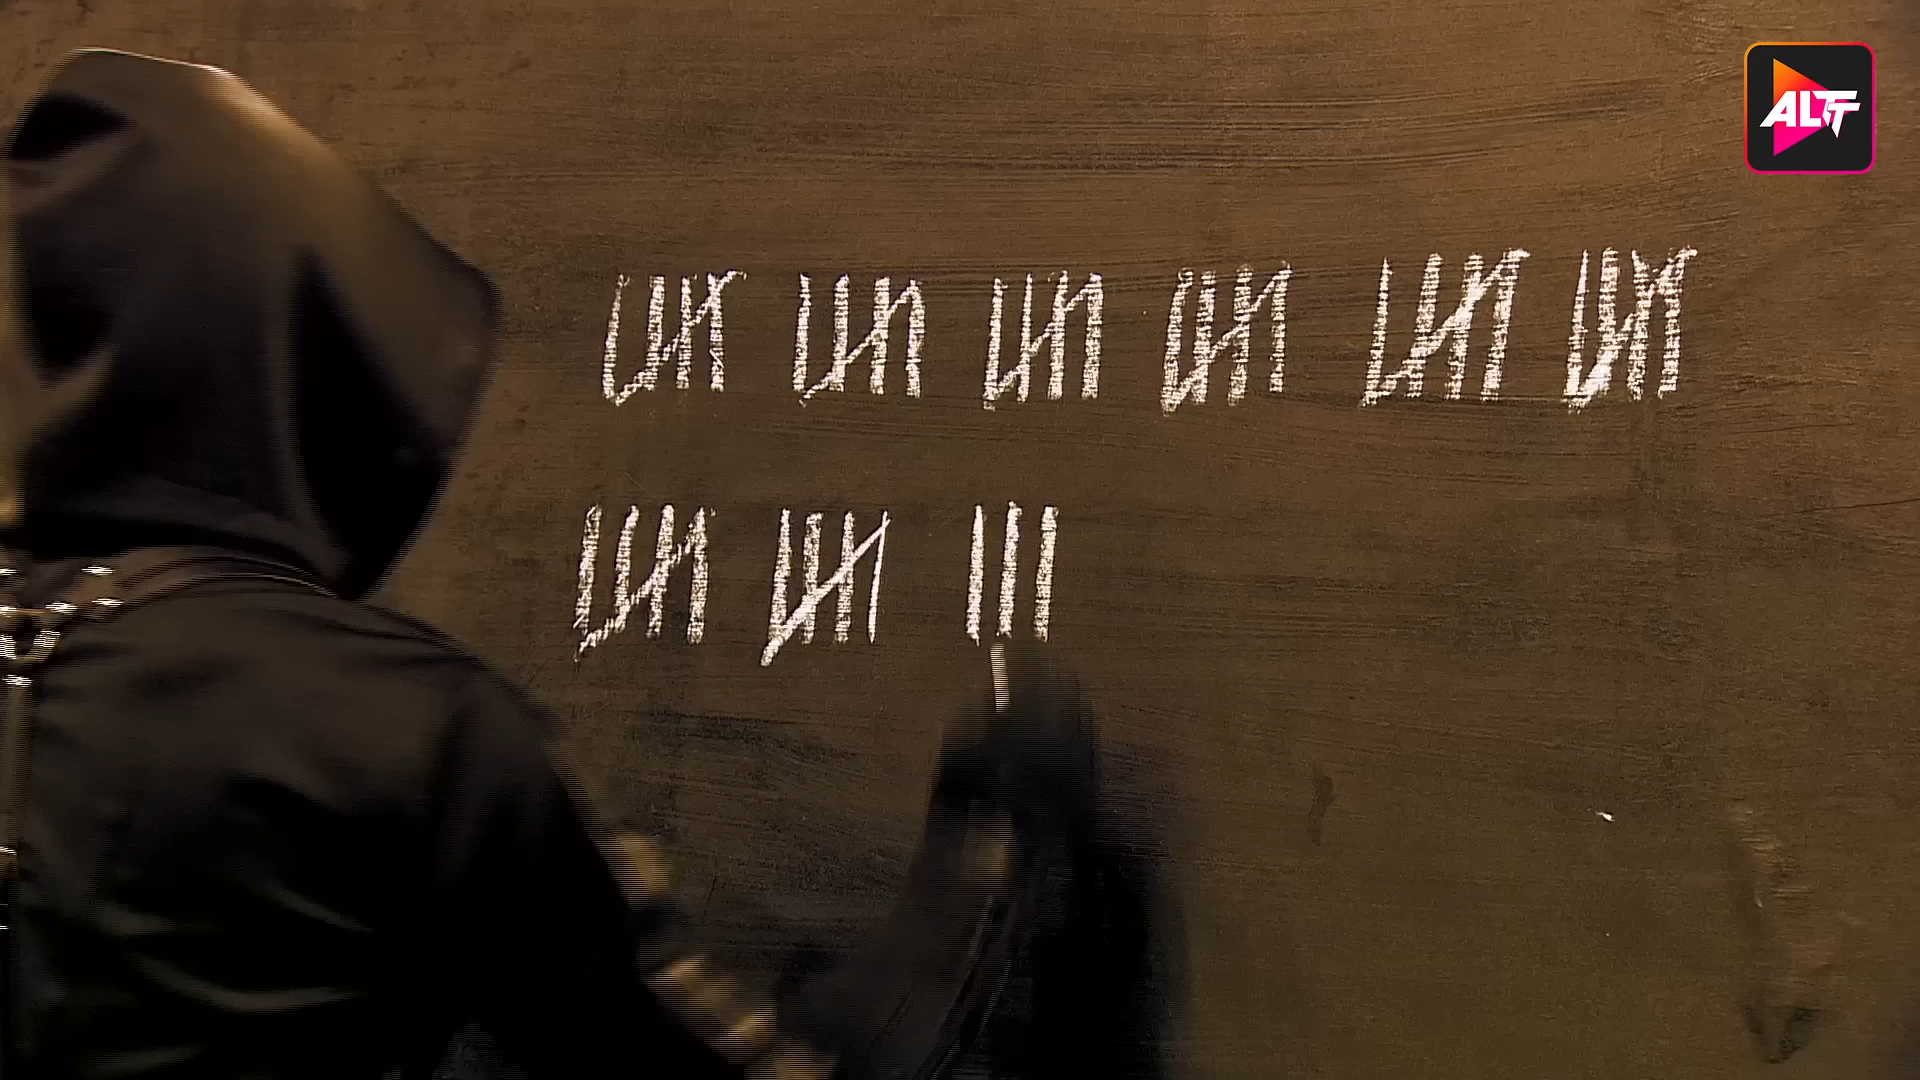 ALTT
𝍸 𝍸 𝍸 𝍸 𝍸 𝍸
𝍸 𝍸 |||